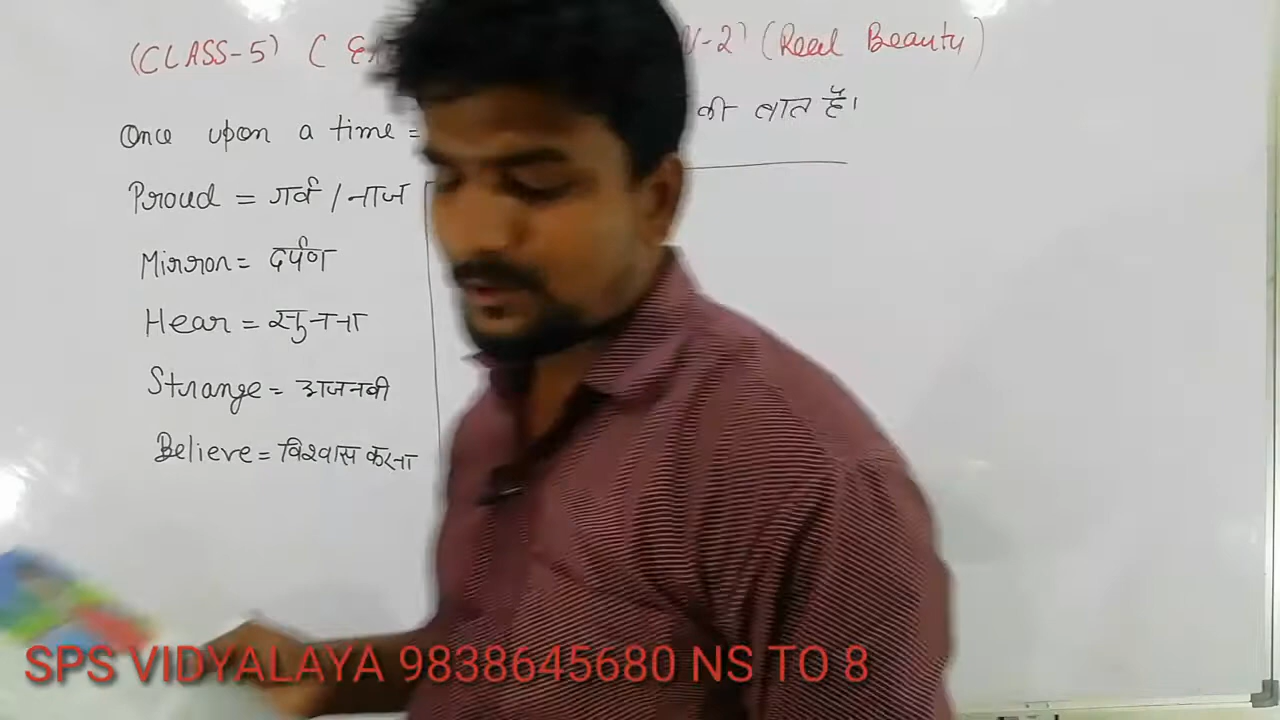 (CLASS-5) ( -2) (Real Beauty)
Once upon a time = की बात है।
Proud = गर्व / नाज
Mirror = दर्पण
Hear = सुनना
Strange = अजनबी
Believe = विश्वास करना
SPS VIDYALAYA 9838645680 NS TO 8